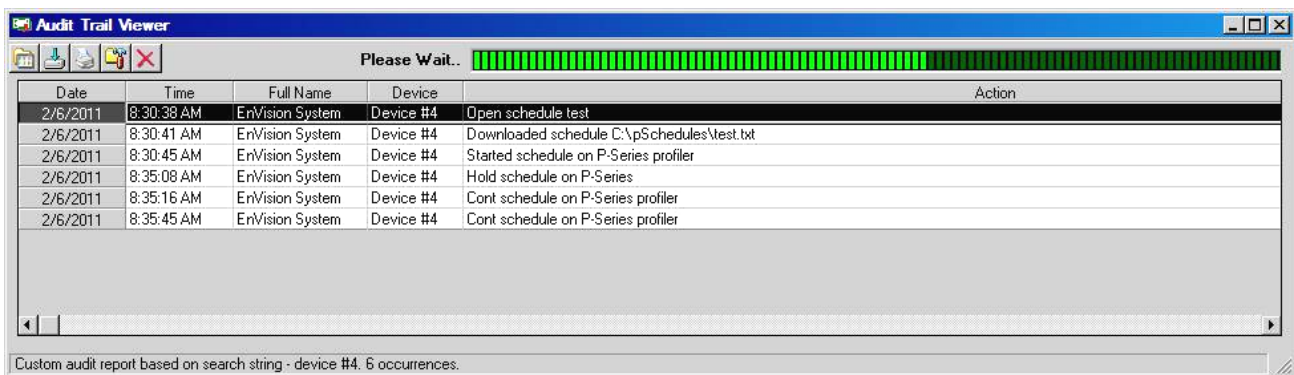 Audit Trail Viewer
Please Wait..
Date Time Full Name Device Action
2/6/2011 8:30:38 AM EnVision System Device #4 Open schedule test
2/6/2011 8:30:41 AM EnVision System Device #4 Downloaded schedule C:\pSchedules\test.txt
2/6/2011 8:30:45 AM EnVision System Device #4 Started schedule on P-Series profiler
2/6/2011 8:35:08 AM EnVision System Device #4 Hold schedule on P-Series
2/6/2011 8:35:16 AM EnVision System Device #4 Cont schedule on P-Series profiler
2/6/2011 8:35:45 AM EnVision System Device #4 Cont schedule on P-Series profiler
Custom audit report based on search string - device #4. 6 occurrences.